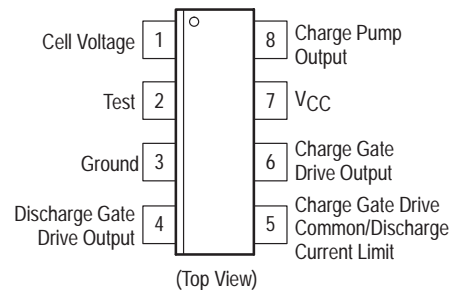 Cell Voltage 1
Test 2
Ground 3
Discharge Gate
Drive Output 4
8 Charge Pump
Output
7 VCC
6 Charge Gate
Drive Output
5 Charge Gate Drive
Common/Discharge
Current Limit
(Top View)